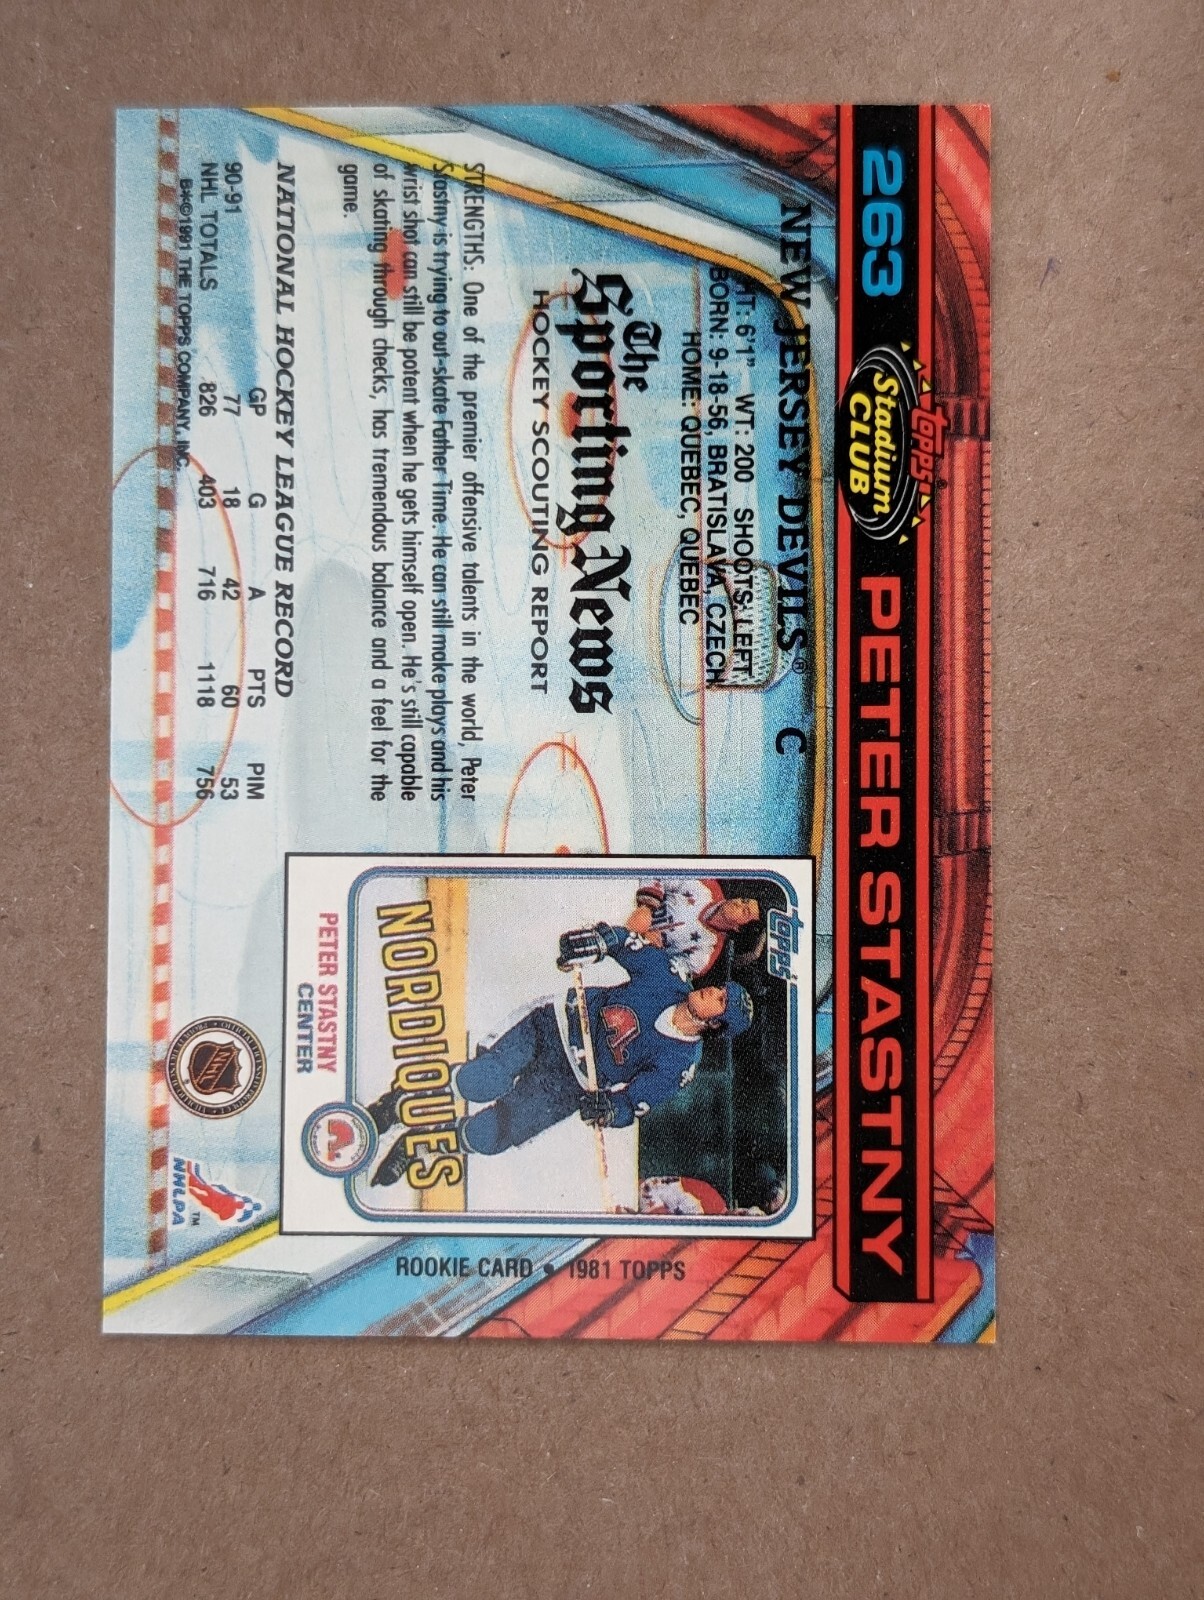 263
topps®
Stadium
CLUB
PETER STASTNY
NEW JERSEY DEVILS® C
HT: 6'1" WT: 200 SHOOTS: LEFT
BORN: 9-18-56, BRATISLAVA, CZECH
HOME: QUEBEC, QUEBEC
The
Sporting News
HOCKEY SCOUTING REPORT
STRENGTHS: One of the premier offensive talents in the world, Peter
Stastny is trying to out-skate Father Time. He can still make plays and his
wrist shot can still be potent when he gets himself open. He's still capable
of skating through checks, has tremendous balance and a feel for the
game.
NATIONAL HOCKEY LEAGUE RECORD
GP G A PTS PIM
90-91 77 18 42 60 53
NHL TOTALS 826 403 716 1118 756
B*©1991 THE TOPPS COMPANY, INC.
topps
NORDIQUES
PETER STASTNY
CENTER
ROOKIE CARD • 1981 TOPPS
NHL
NHLPA™